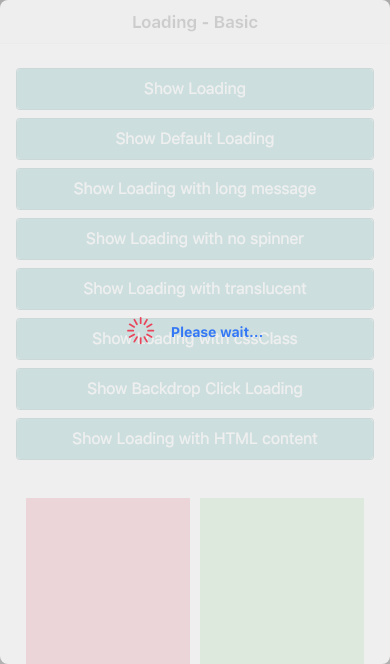 Loading - Basic
Show Loading
Show Default Loading
Show Loading with long message
Show Loading with no spinner
Show Loading with translucent
Please wait...
Show Loading with cssClass
Show Backdrop Click Loading
Show Loading with HTML content